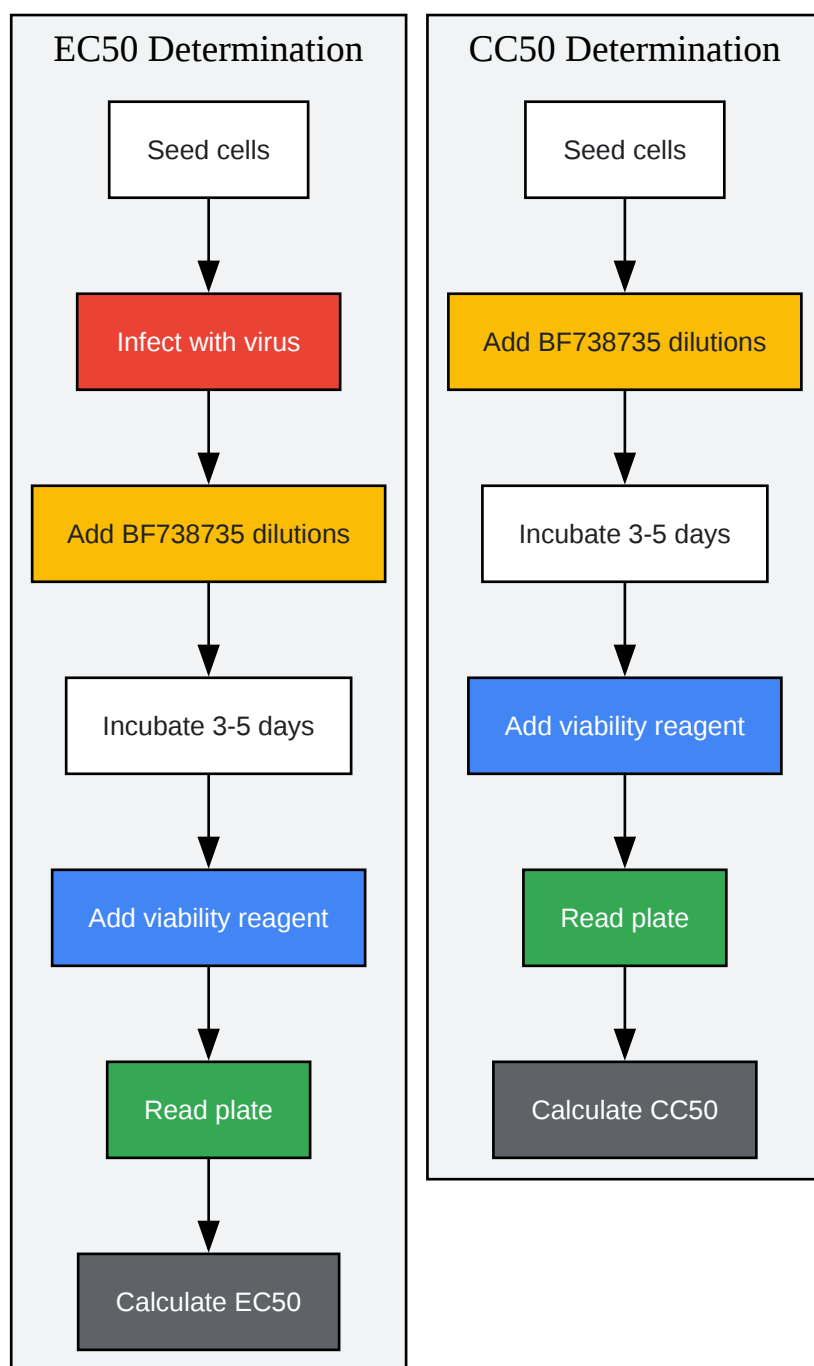 EC50 Determination
Seed cells
Infect with virus
Add BF738735 dilutions
Incubate 3-5 days
Add viability reagent
Read plate
Calculate EC50
CC50 Determination
Seed cells
Add BF738735 dilutions
Incubate 3-5 days
Add viability reagent
Read plate
Calculate CC50